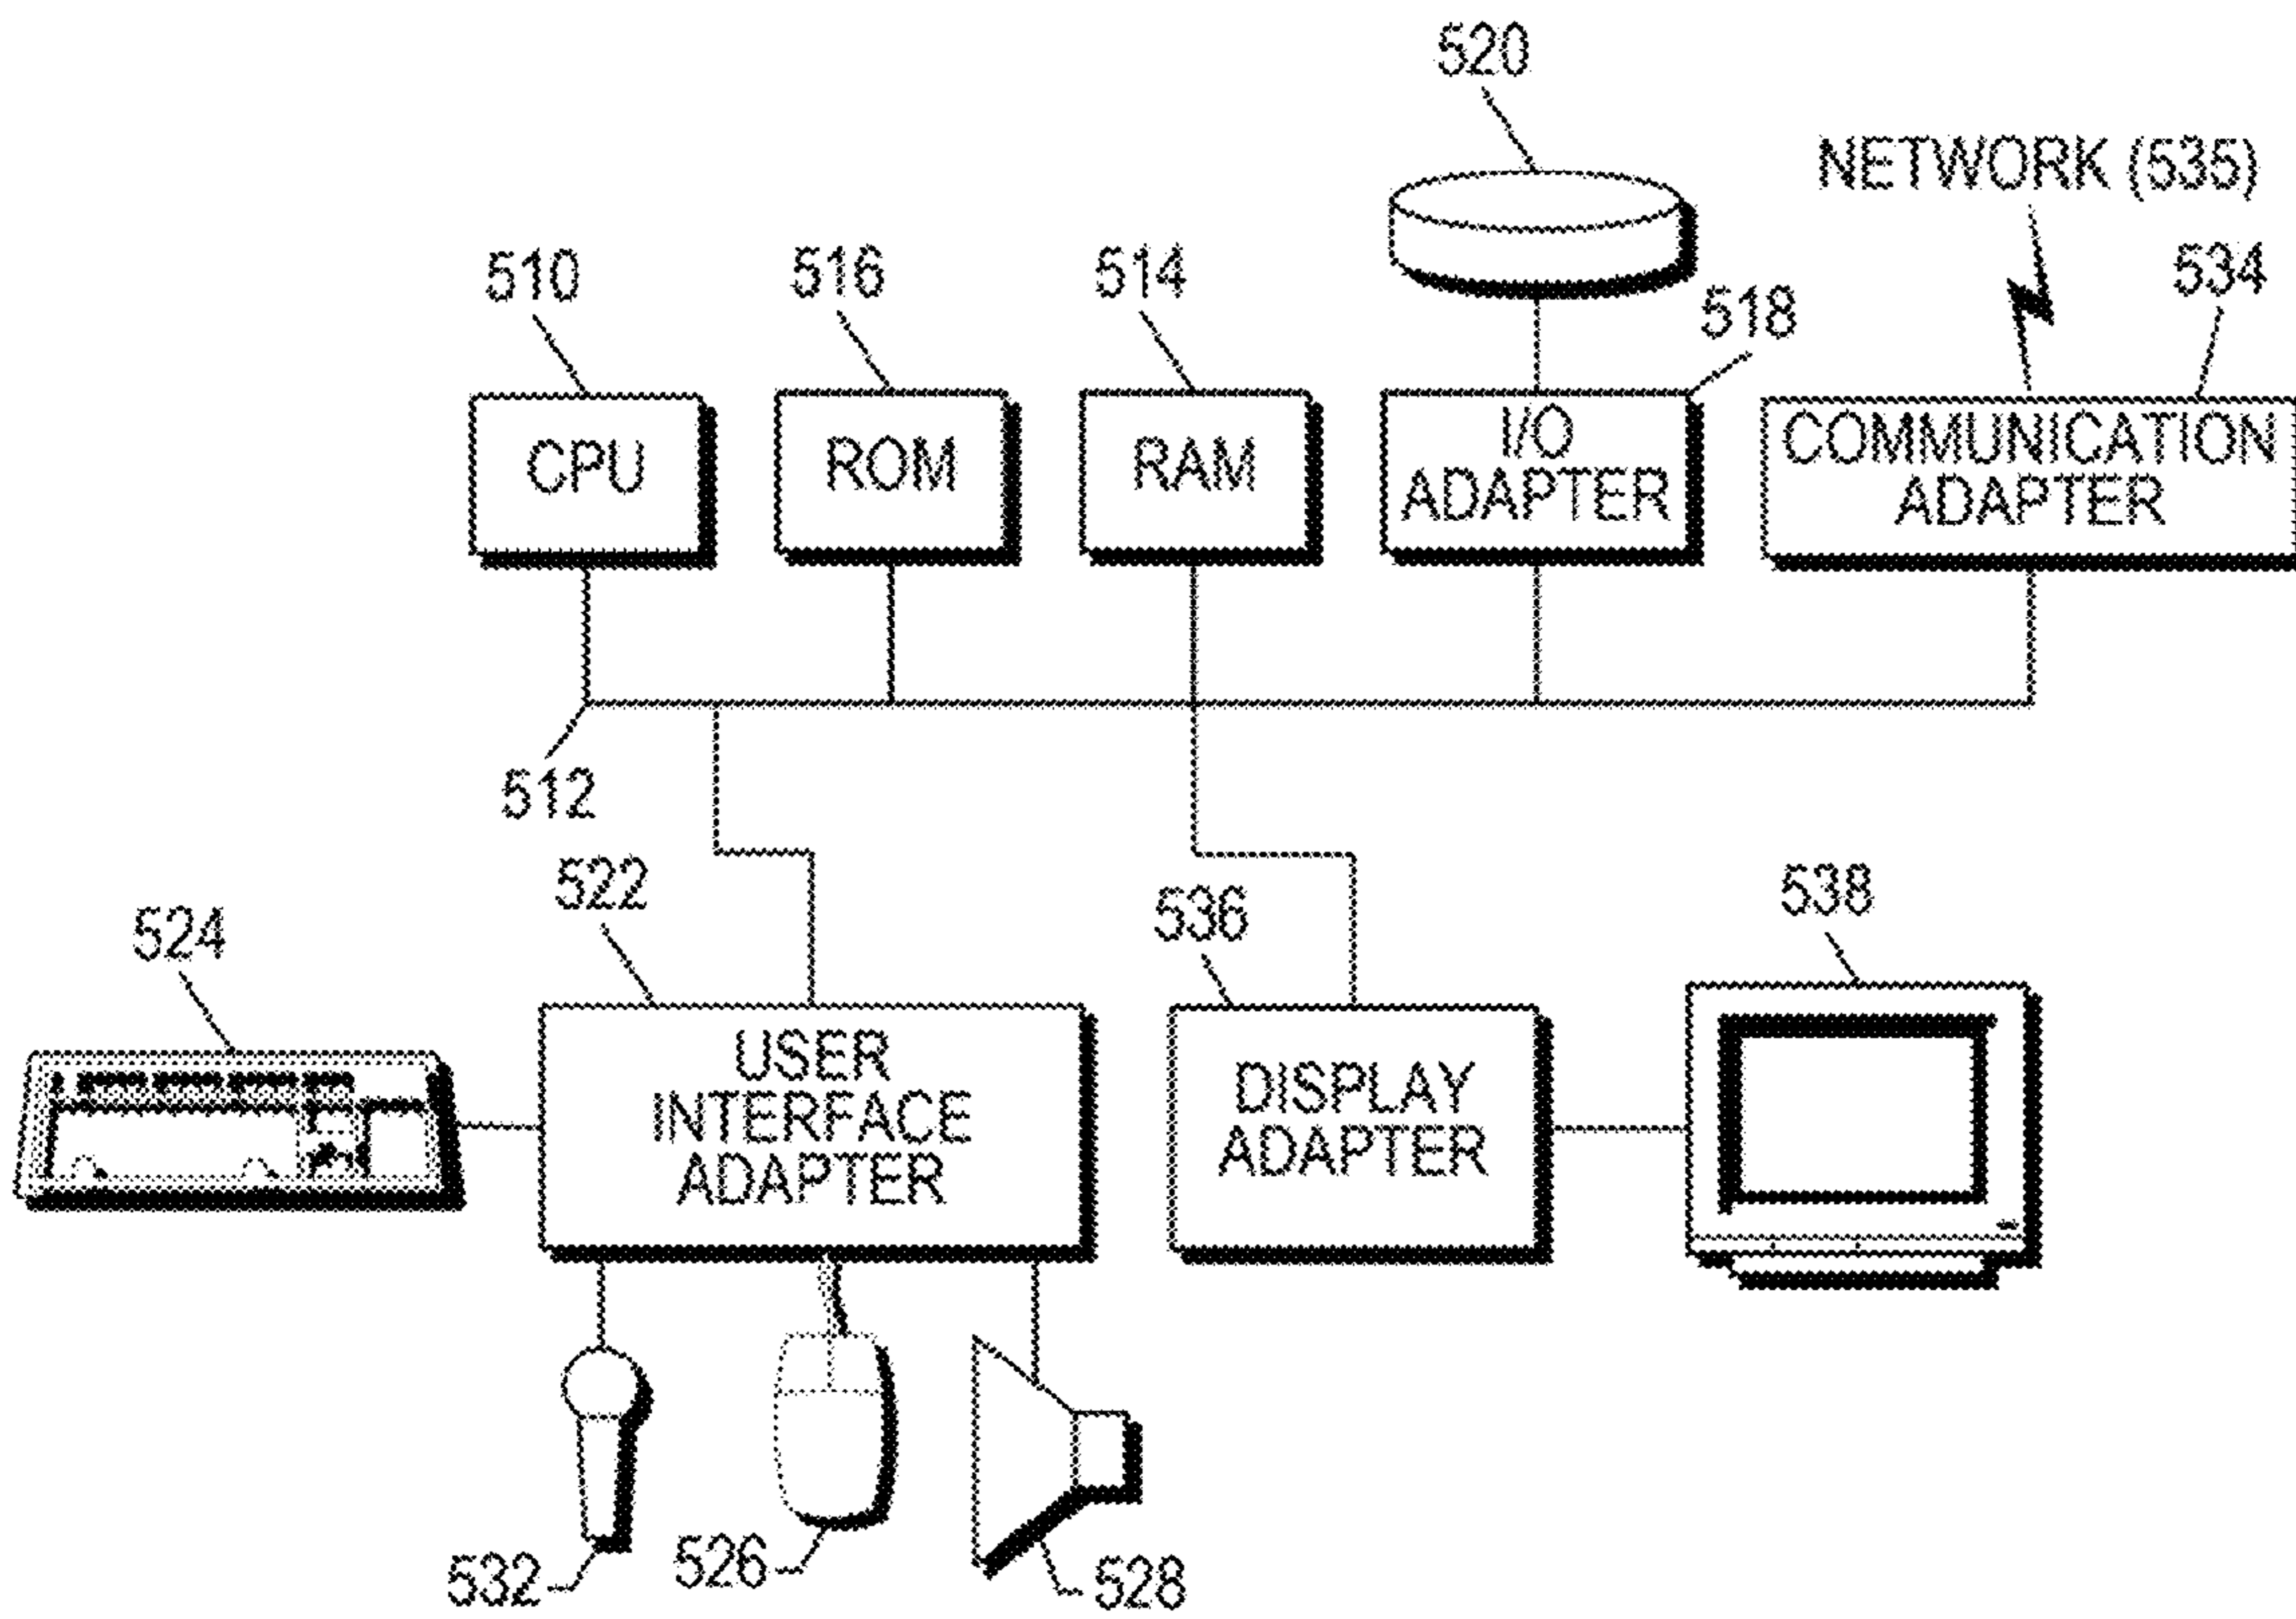 520
NETWORK (535)
510
516
514
518
534
CPU
ROM
RAM
I/O
ADAPTER
COMMUNICATION
ADAPTER
512
522
536
538
524
USER
INTERFACE
ADAPTER
DISPLAY
ADAPTER
532
526
528